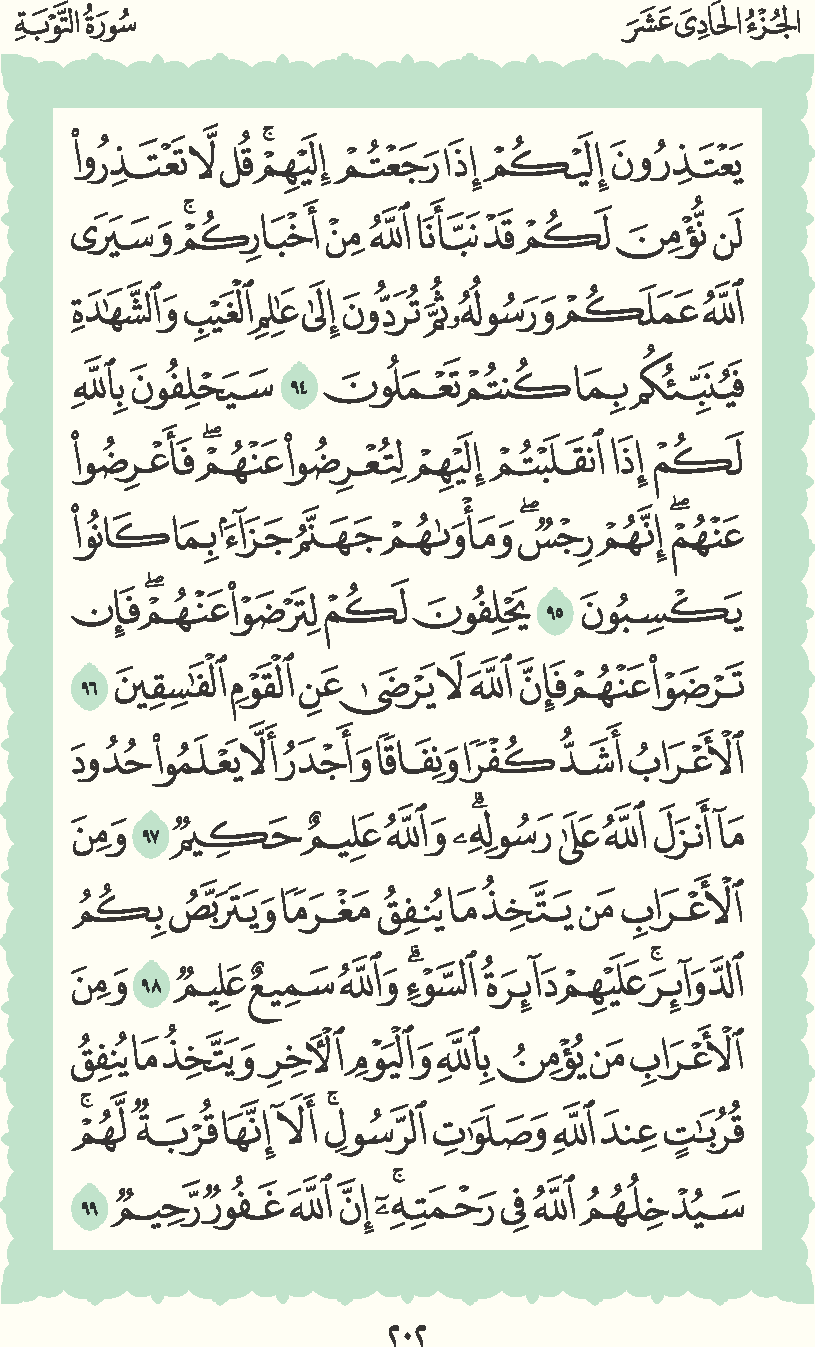 الجُزْءُ الحَادِى عَشَرَ
سُورَةُ التَّوْبَةِ
يَعْتَذِرُونَ إِلَيْكُمْ إِذَا رَجَعْتُمْ إِلَيْهِمْۚ قُل لَّا تَعْتَذِرُوا۟
لَن نُّؤْمِنَ لَكُمْ قَدْ نَبَّأَنَا ٱللَّهُ مِنْ أَخْبَارِكُمْۚ وَسَيَرَى
ٱللَّهُ عَمَلَكُمْ وَرَسُولُهُۥ ثُمَّ تُرَدُّونَ إِلَىٰ عَٰلِمِ ٱلْغَيْبِ وَٱلشَّهَٰدَةِ
فَيُنَبِّئُكُم بِمَا كُنتُمْ تَعْمَلُونَ ٩٤ سَيَحْلِفُونَ بِٱللَّهِ
لَكُمْ إِذَا ٱنقَلَبْتُمْ إِلَيْهِمْ لِتُعْرِضُوا۟ عَنْهُمْۖ فَأَعْرِضُوا۟
عَنْهُمْۖ إِنَّهُمْ رِجْسٌۖ وَمَأْوَىٰهُمْ جَهَنَّمُ جَزَآءًۢ بِمَا كَانُوا۟
يَكْسِبُونَ ٩٥ يَحْلِفُونَ لَكُمْ لِتَرْضَوْا۟ عَنْهُمْۖ فَإِن
تَرْضَوْا۟ عَنْهُمْ فَإِنَّ ٱللَّهَ لَا يَرْضَىٰ عَنِ ٱلْقَوْمِ ٱلْفَٰسِقِينَ ٩٦
ٱلْأَعْرَابُ أَشَدُّ كُفْرًا وَنِفَاقًا وَأَجْدَرُ أَلَّا يَعْلَمُوا۟ حُدُودَ
مَآ أَنزَلَ ٱللَّهُ عَلَىٰ رَسُولِهِۦۗ وَٱللَّهُ عَلِيمٌ حَكِيمٌ ٩٧ وَمِنَ
ٱلْأَعْرَابِ مَن يَتَّخِذُ مَا يُنفِقُ مَغْرَمًا وَيَتَرَبَّصُ بِكُمُ
ٱلدَّوَآئِرَۚ عَلَيْهِمْ دَآئِرَةُ ٱلسَّوْءِۗ وَٱللَّهُ سَمِيعٌ عَلِيمٌ ٩٨ وَمِنَ
ٱلْأَعْرَابِ مَن يُؤْمِنُ بِٱللَّهِ وَٱلْيَوْمِ ٱلْأَخِرِ وَيَتَّخِذُ مَا يُنفِقُ
قُرُبَٰتٍ عِندَ ٱللَّهِ وَصَلَوَٰتِ ٱلرَّسُولِۚ أَلَآ إِنَّهَا قُرْبَةٌ لَّهُمْۚ
سَيُدْخِلُهُمُ ٱللَّهُ فِى رَحْمَتِهِۦٓۚ إِنَّ ٱللَّهَ غَفُورٌ رَّحِيمٌ ٩٩
٢٠٢